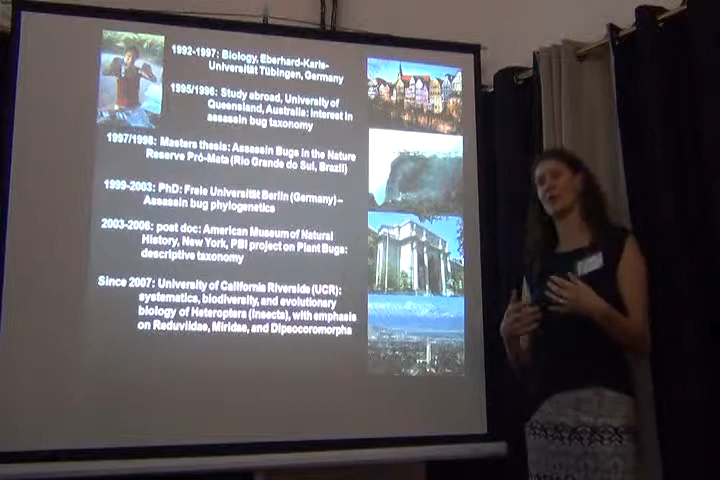 1992-1997: Biology, Eberhard-Karls-
Universität Tübingen, Germany
1995/1996: Study abroad, University of
Queensland, Australia: interest in
assassin bug taxonomy
1997/1998: Masters thesis: Assassin Bugs in the Nature
Reserve Pró-Mata (Rio Grande do Sul, Brazil)
1999-2003: PhD: Freie Universität Berlin (Germany) –
Assassin bug phylogenetics
2003-2006: post doc: American Museum of Natural
History, New York, PBI project on Plant Bugs:
descriptive taxonomy
Since 2007: University of California Riverside (UCR):
systematics, biodiversity, and evolutionary
biology of Heteroptera (Insecta), with emphasis
on Reduviidae, Miridae, and Dipsocoromorpha